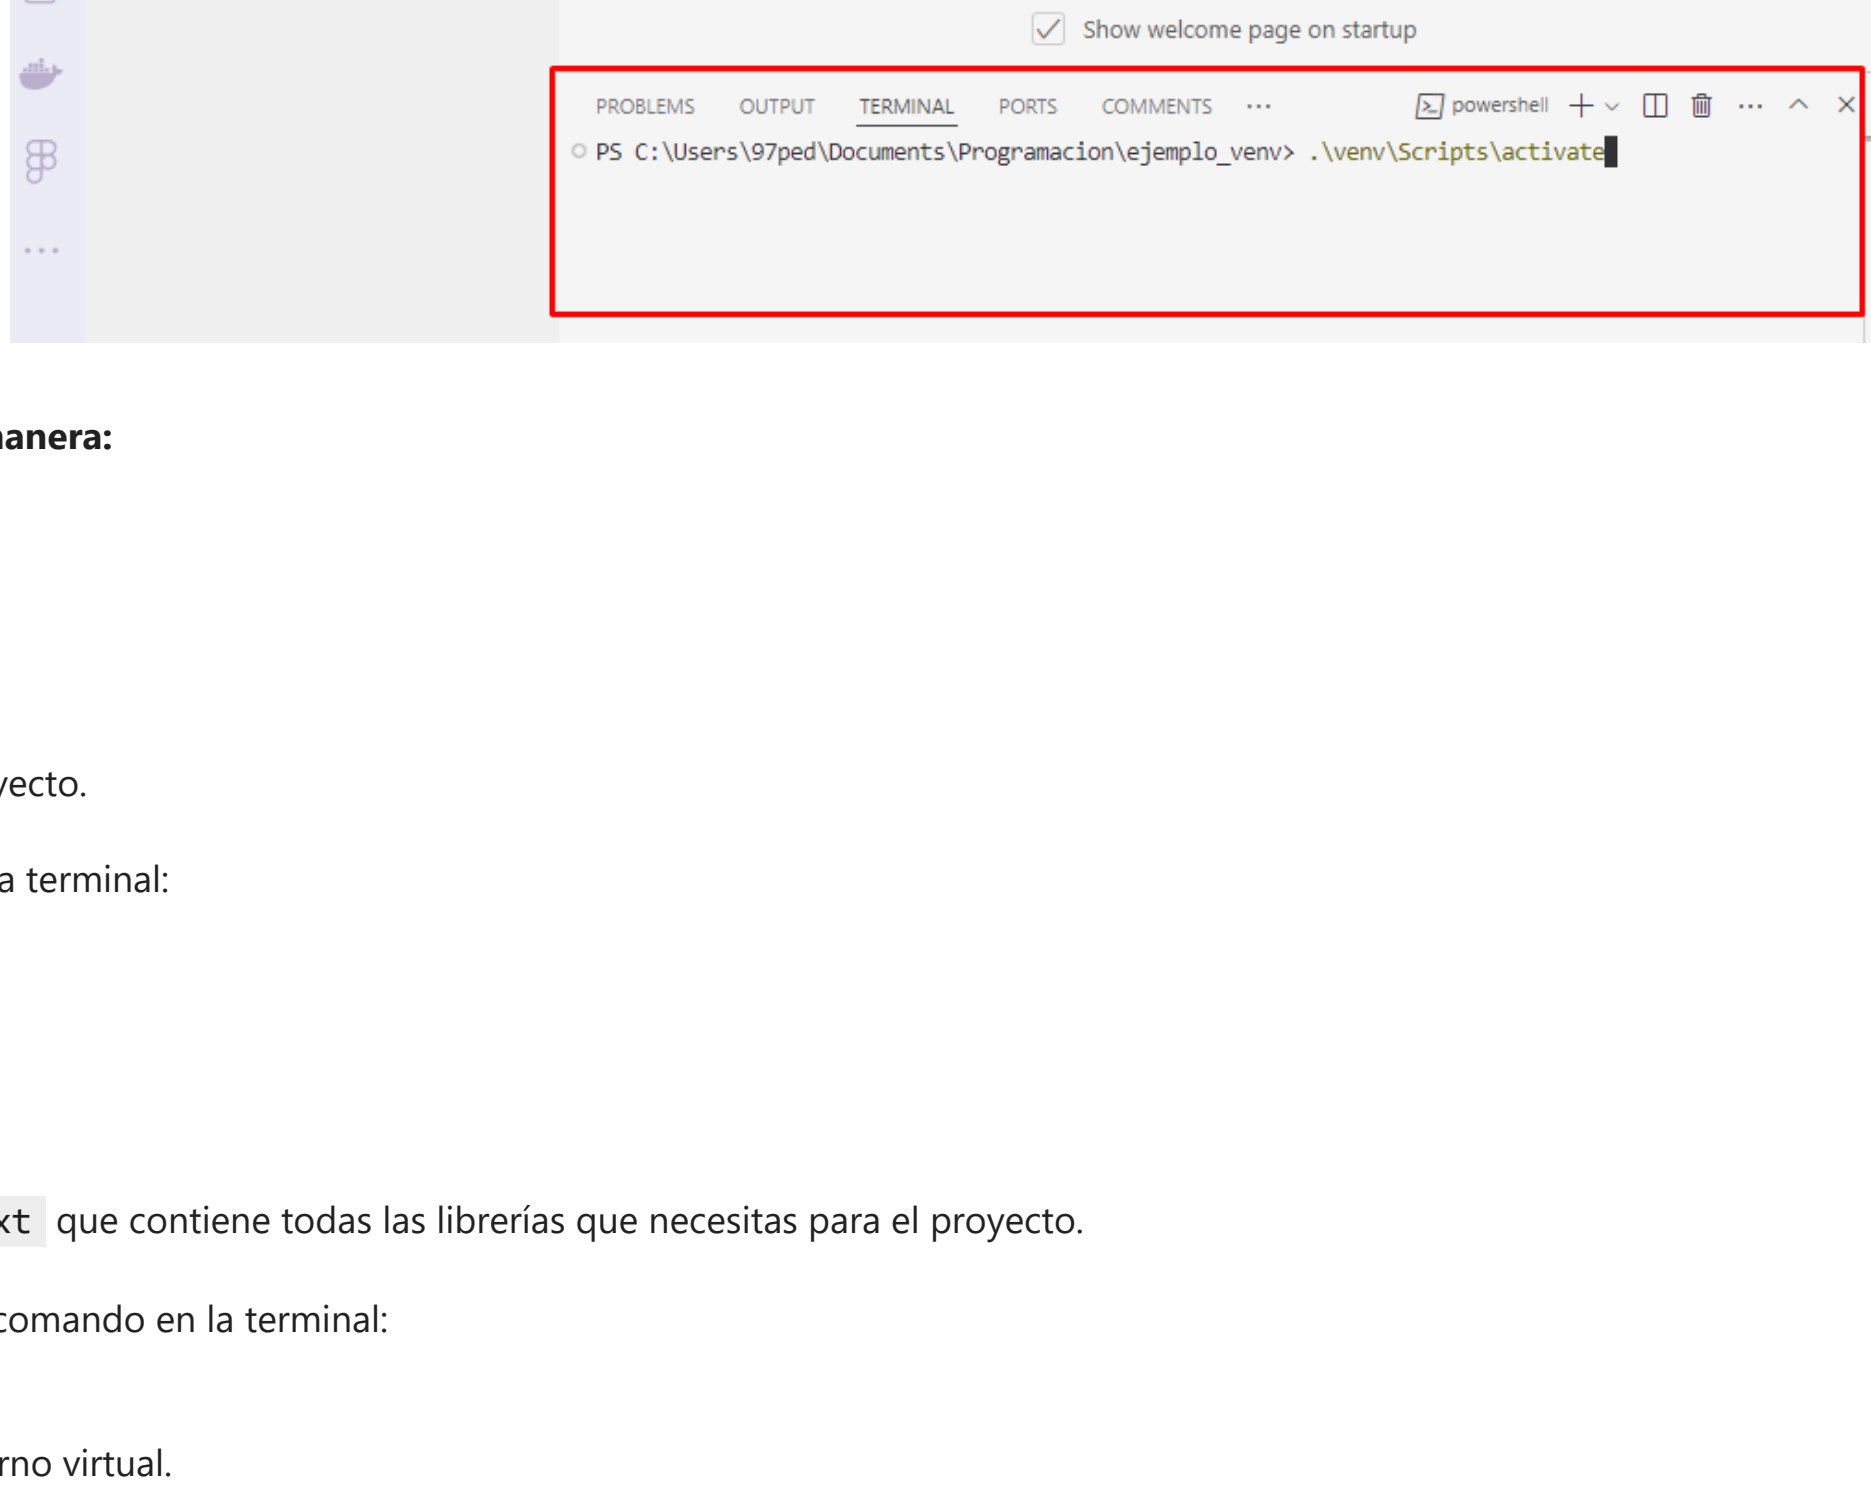 Show welcome page on startup
PROBLEMS OUTPUT TERMINAL PORTS COMMENTS ... powershell
PS C:\Users\97ped\Documents\Programacion\ejemplo_venv> .\venv\Scripts\activate
anera:
yecto.
a terminal:
xt que contiene todas las librerías que necesitas para el proyecto.
comando en la terminal:
rno virtual.